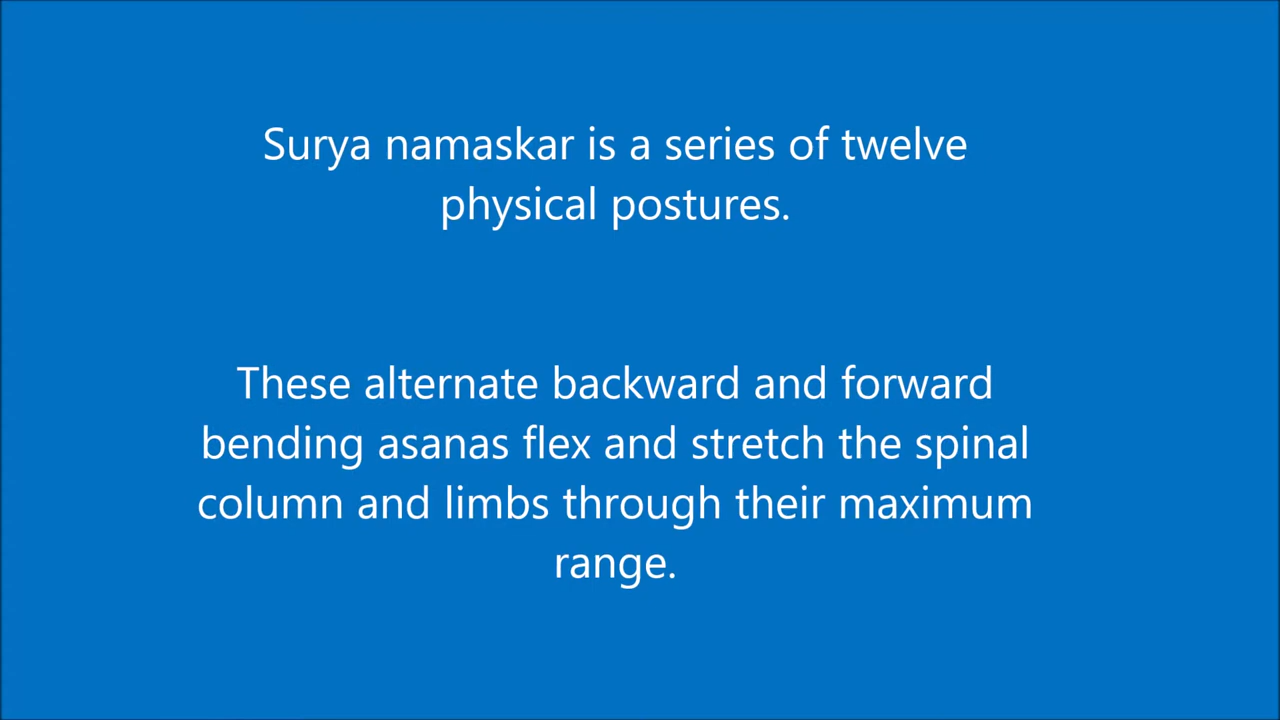 Surya namaskar is a series of twelve
physical postures.
These alternate backward and forward
bending asanas flex and stretch the spinal
column and limbs through their maximum
range.